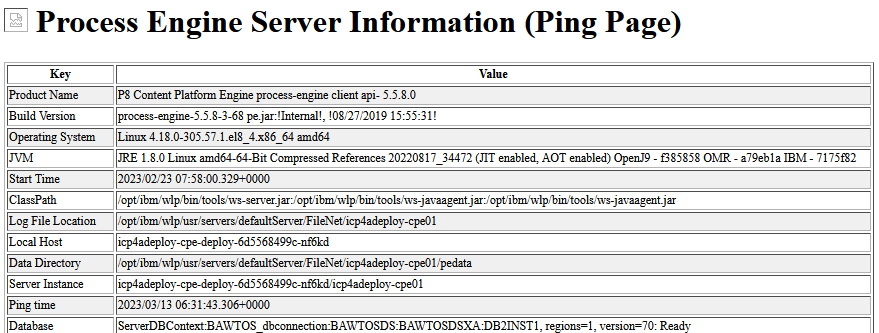 Process Engine Server Information (Ping Page)
Key Value
Product Name P8 Content Platform Engine process-engine client api- 5.5.8.0
Build Version process-engine-5.5.8-3-68 pe.jar:!Internal!, !08/27/2019 15:55:31!
Operating System Linux 4.18.0-305.57.1.el8_4.x86_64 amd64
JVM JRE 1.8.0 Linux amd64-64-Bit Compressed References 20220817_34472 (JIT enabled, AOT enabled) OpenJ9 - f385858 OMR - a79eb1a IBM - 7175f82
Start Time 2023/02/23 07:58:00.329+0000
ClassPath /opt/ibm/wlp/bin/tools/ws-server.jar:/opt/ibm/wlp/bin/tools/ws-javaagent.jar:/opt/ibm/wlp/bin/tools/ws-javaagent.jar
Log File Location /opt/ibm/wlp/usr/servers/defaultServer/FileNet/icp4adeploy-cpe01
Local Host icp4adeploy-cpe-deploy-6d5568499c-nf6kd
Data Directory /opt/ibm/wlp/usr/servers/defaultServer/FileNet/icp4adeploy-cpe01/pedata
Server Instance icp4adeploy-cpe-deploy-6d5568499c-nf6kd/icp4adeploy-cpe01
Ping time 2023/03/13 06:31:43.306+0000
Database ServerDBContext:BAWTOS_dbconnection:BAWTOSDS:BAWTOSDSXA:DB2INST1, regions=1, version=70: Ready